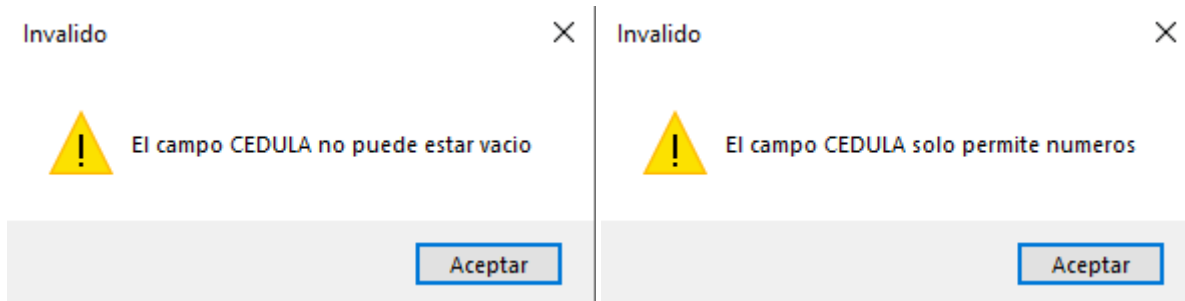 Invalido
El campo CEDULA no puede estar vacio
Aceptar
Invalido
El campo CEDULA solo permite numeros
Aceptar